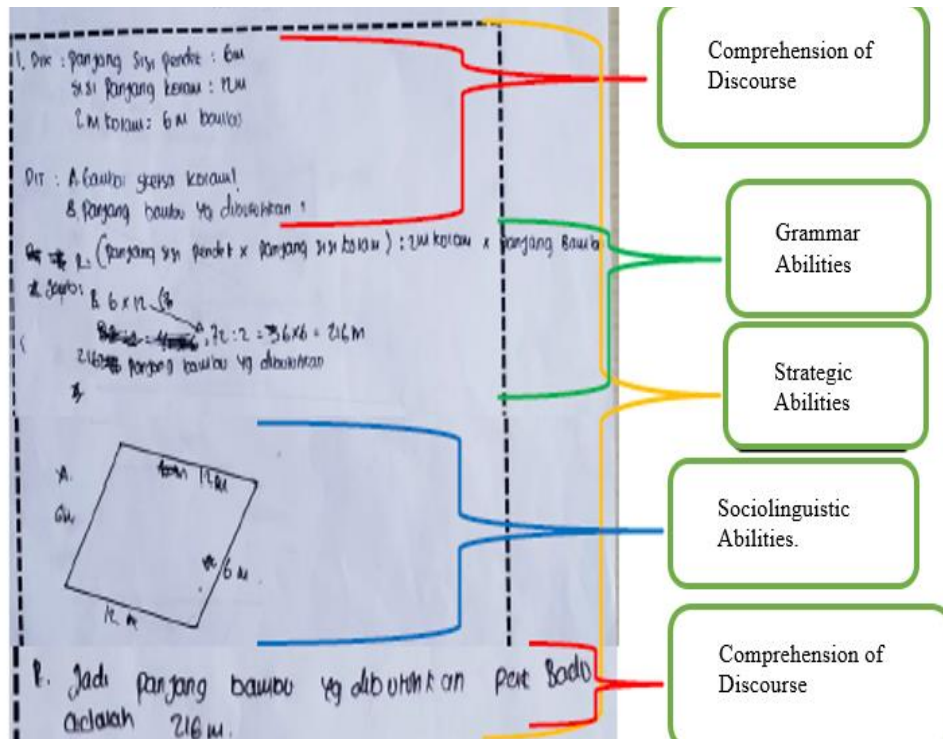 1. Dik : panjang sisi pendek : 6m
sisi panjang kolam : 12m
2m kolam : 6m bambu
DIT : A. Gambar sketsa kolam!
B. panjang bambu yg dibutuhkan
R. (panjang sisi pendek x panjang sisi kolam) : 2m kolam x panjang bambu
Jawab:
B 6 x 12
72 : 2 = 36 x 6 = 216 m
216 panjang bambu yg dibutuhkan
A.
12m
6m
6 m
12 m
B. Jadi panjang bambu yg dibutuhkan Pak Bado
adalah 216 m.
Comprehension of
Discourse
Grammar
Abilities
Strategic
Abilities
Sociolinguistic
Abilities.
Comprehension of
Discourse